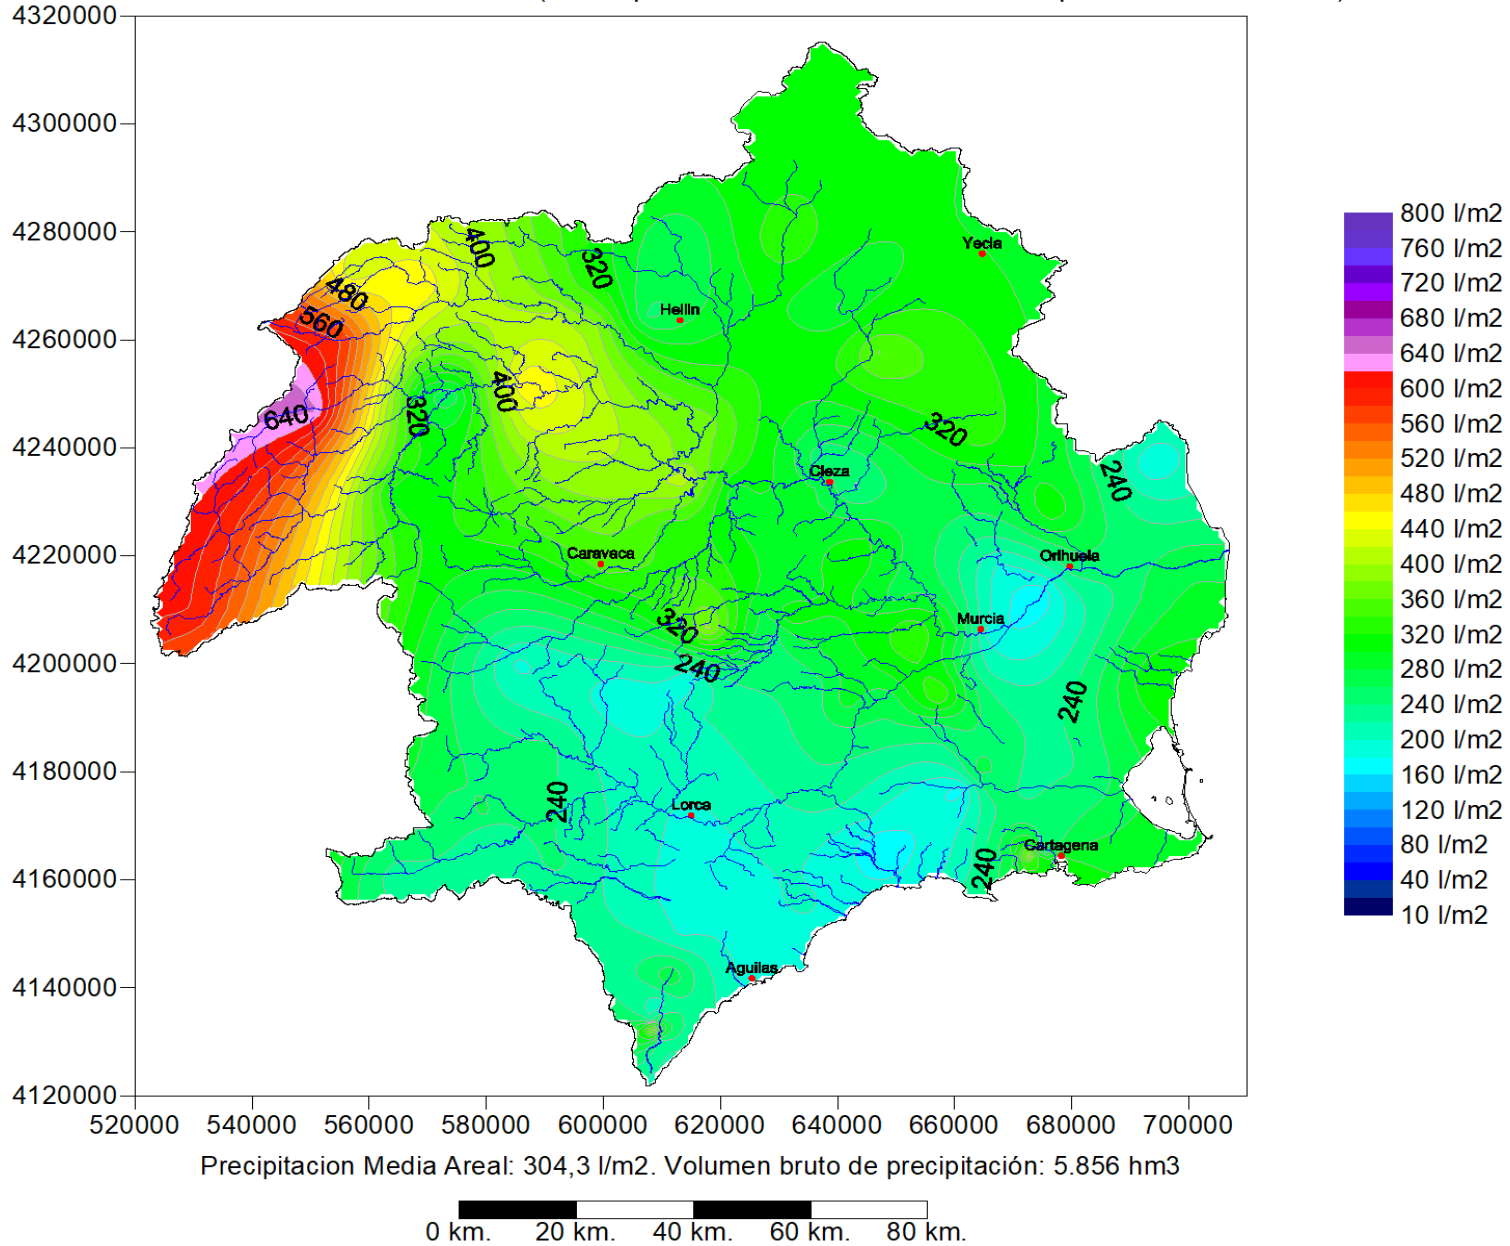 4320000
4300000
4280000
4260000
4240000
4220000
4200000
4180000
4160000
4140000
4120000
520000 540000 560000 580000 600000 620000 640000 660000 680000 700000
400
320
480
560
640
320
400
320
240
320
240
240
240
240
Yecla
Hellin
Cieza
Caravaca
Orihuela
Murcia
Lorca
Cartagena
Aguilas
800 l/m2
760 l/m2
720 l/m2
680 l/m2
640 l/m2
600 l/m2
560 l/m2
520 l/m2
480 l/m2
440 l/m2
400 l/m2
360 l/m2
320 l/m2
280 l/m2
240 l/m2
200 l/m2
160 l/m2
120 l/m2
80 l/m2
40 l/m2
10 l/m2
Precipitacion Media Areal: 304,3 l/m2. Volumen bruto de precipitación: 5.856 hm3
0 km. 20 km. 40 km. 60 km. 80 km.